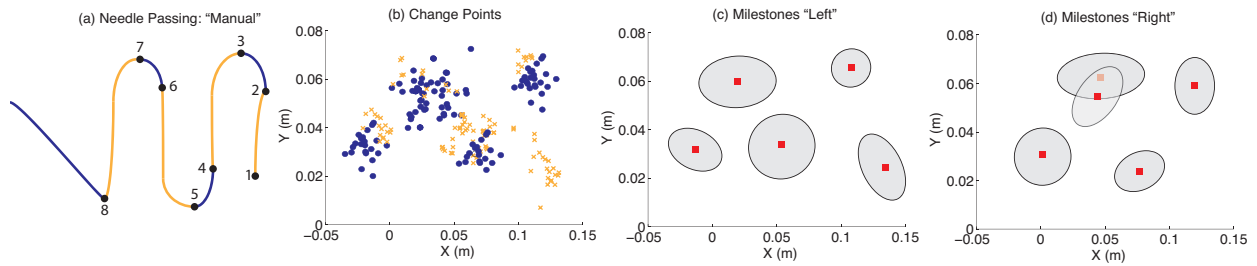 (a) Needle Passing: “Manual”
7
3
6
2
4
1
5
8
(b) Change Points
0.08
0.06
0.04
0.02
0
Y (m)
−0.05 0 0.05 0.1 0.15
X (m)
(c) Milestones “Left”
0.08
0.06
0.04
0.02
0
Y (m)
−0.05 0 0.05 0.1 0.15
X (m)
(d) Milestones “Right”
0.08
0.06
0.04
0.02
0
Y (m)
−0.05 0 0.05 0.1 0.15
X (m)